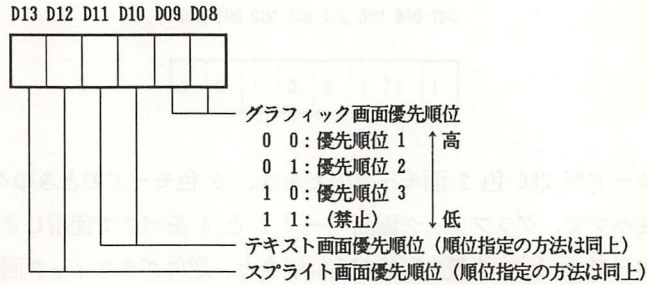 D13 D12 D11 D10 D09 D08
グラフィック画面優先順位
0 0：優先順位 1 ↑高
0 1：優先順位 2
1 0：優先順位 3
1 1：（禁止） ↓低
テキスト画面優先順位（順位指定の方法は同上）
スプライト画面優先順位（順位指定の方法は同上）